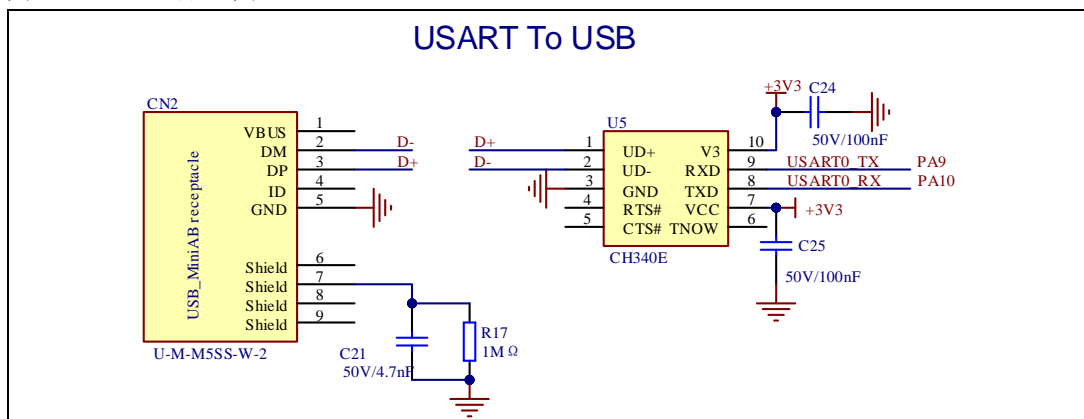 USART To USB
CN2
VBUS 1
DM 2 D-
DP 3 D+
ID 4
GND 5
Shield 6
Shield 7
Shield 8
Shield 9
USB_MiniAB receptacle
U-M-M5SS-W-2
C21
50V/4.7nF
R17
1MΩ
U5
D+ 1 UD+
D- 2 UD-
3 GND
4 RTS#
5 CTS#
V3 10
RXD 9 USART0_TX PA9
TXD 8 USART0_RX PA10
VCC 7 +3V3
TNOW 6
CH340E
+3V3
C24
50V/100nF
C25
50V/100nF